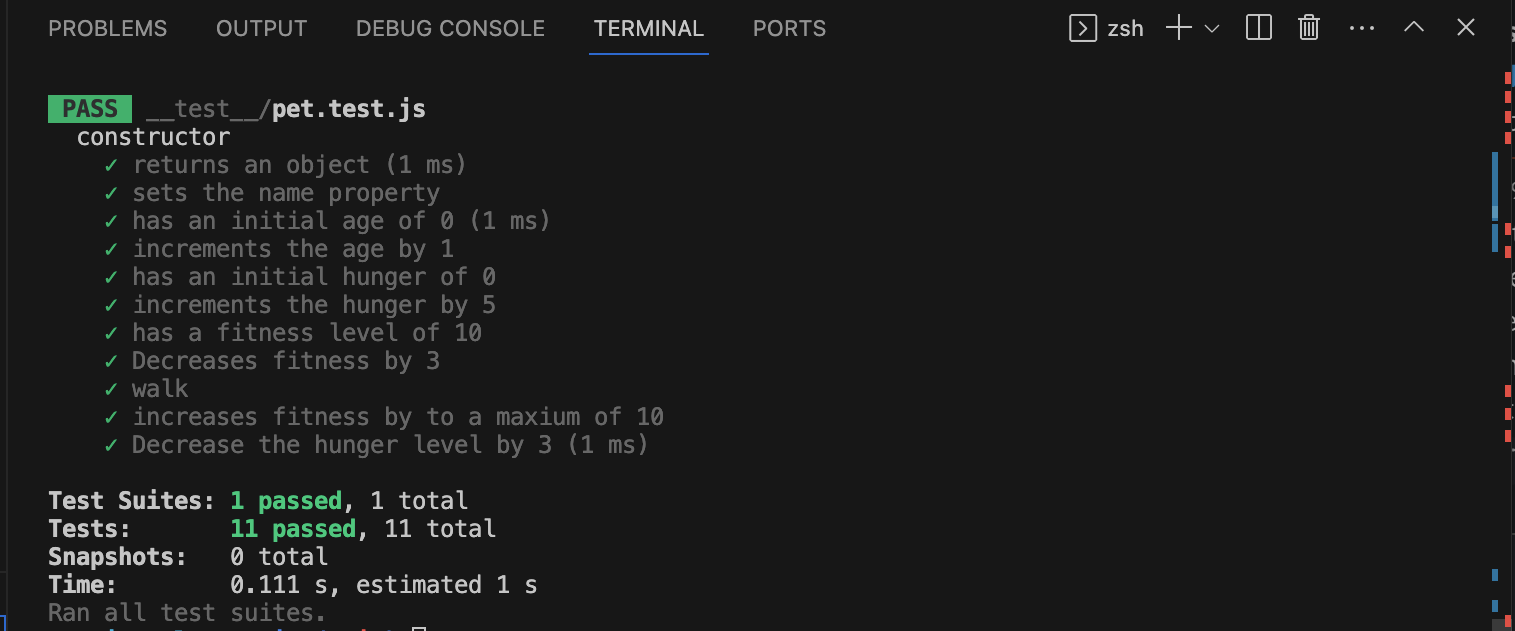 PROBLEMS OUTPUT DEBUG CONSOLE TERMINAL PORTS zsh
PASS __test__/pet.test.js
constructor
✓ returns an object (1 ms)
✓ sets the name property
✓ has an initial age of 0 (1 ms)
✓ increments the age by 1
✓ has an initial hunger of 0
✓ increments the hunger by 5
✓ has a fitness level of 10
✓ Decreases fitness by 3
✓ walk
✓ increases fitness by to a maxium of 10
✓ Decrease the hunger level by 3 (1 ms)
Test Suites: 1 passed, 1 total
Tests: 11 passed, 11 total
Snapshots: 0 total
Time: 0.111 s, estimated 1 s
Ran all test suites.